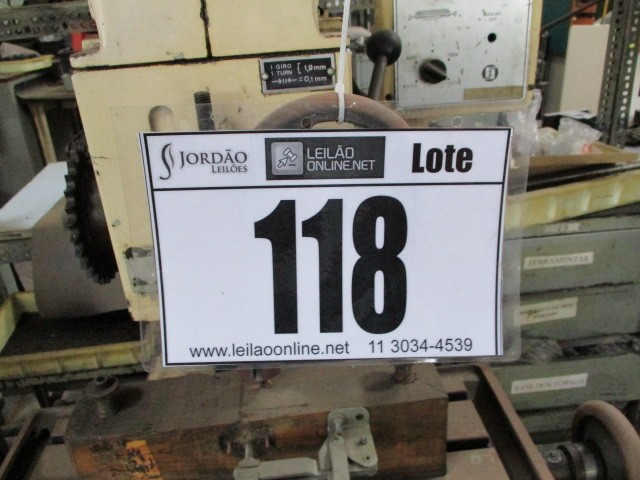 1 GIRO
1 TURN
1,9mm
= 0,1mm
JORDÃO
LEILÕES
LEILÃO
ONLINE.NET
Lote
118
www.leilaoonline.net 11 3034-4539
FERRAMENTAS